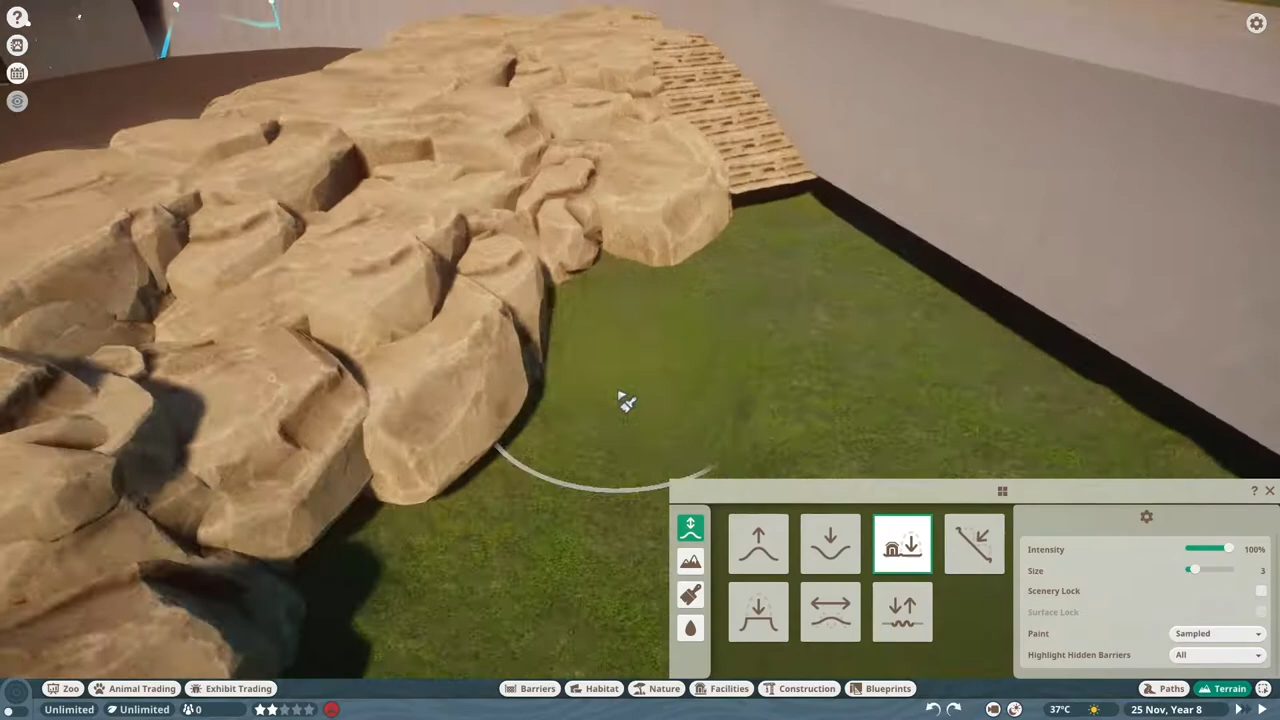 ? ×
Intensity 100%
Size 3
Scenery Lock
Surface Lock
Paint Sampled
Highlight Hidden Barriers All
Zoo Animal Trading Exhibit Trading Barriers Habitat Nature Facilities Construction Blueprints Paths Terrain
Unlimited Unlimited 0 37°C 25 Nov, Year 8